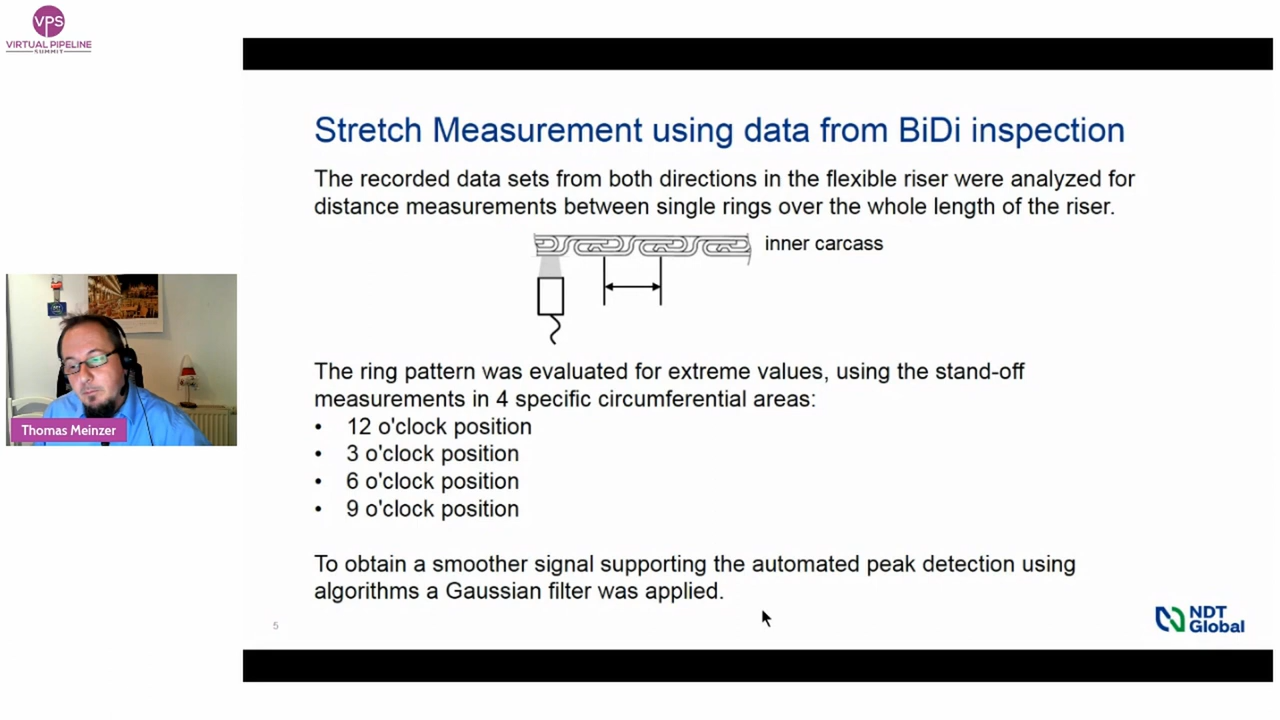 VPS
VIRTUAL PIPELINE
SUMMIT
Stretch Measurement using data from BiDi inspection
The recorded data sets from both directions in the flexible riser were analyzed for
distance measurements between single rings over the whole length of the riser.
inner carcass
The ring pattern was evaluated for extreme values, using the stand-off
measurements in 4 specific circumferential areas:
• 12 o'clock position
• 3 o'clock position
• 6 o'clock position
• 9 o'clock position
To obtain a smoother signal supporting the automated peak detection using
algorithms a Gaussian filter was applied.
Thomas Meinzer
5
NDT
Global